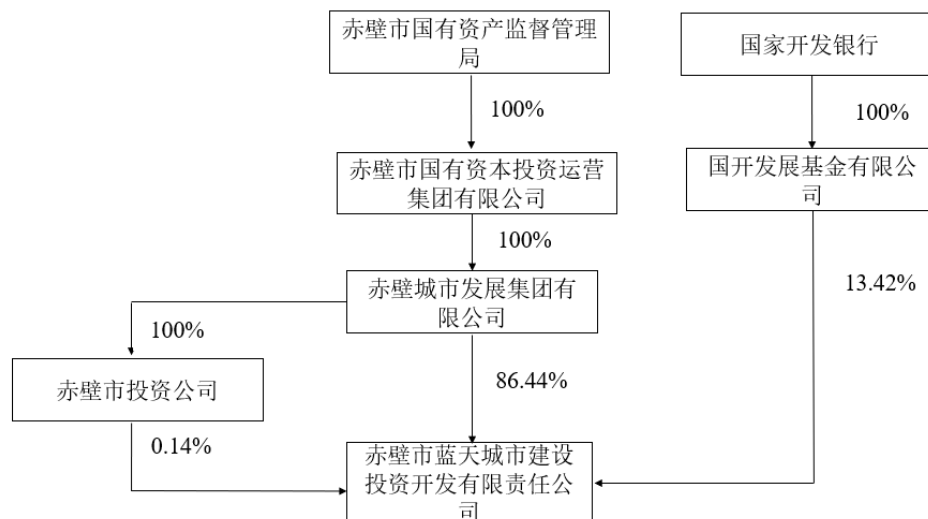 赤壁市国有资产监督管理
局
国家开发银行
100%
100%
赤壁市国有资本投资运营
集团有限公司
国开发展基金有限公
司
100%
赤壁城市发展集团有
限公司
13.42%
100%
赤壁市投资公司
86.44%
0.14%
赤壁市蓝天城市建设
投资开发有限责任公
司